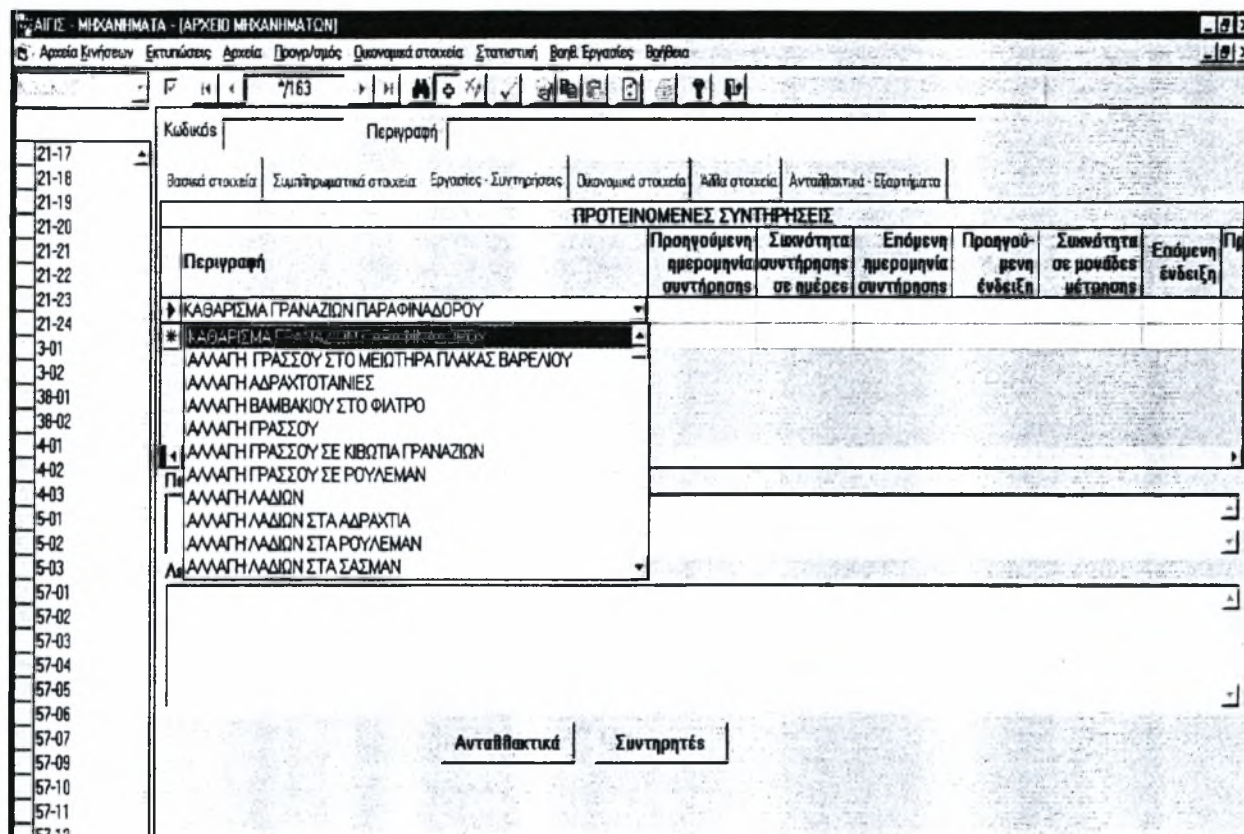 ΑΙΓΙΣ - ΜΗΧΑΝΗΜΑΤΑ - [ΑΡΧΕΙΟ ΜΗΧΑΝΗΜΑΤΩΝ]
Αρχεία Κινήσεων Εκτυπώσεις Αρχεία Προγρ/σμός Οικονομικά στοιχεία Στατιστική Βοηθ. Εργασίες Βοήθεια
*/163
Κωδικός Περιγραφή
Βασικά στοιχεία Συμπληρωματικά στοιχεία Εργασίες - Συντηρήσεις Οικονομικά στοιχεία Άλλα στοιχεία Ανταλλακτικά - Εξαρτήματα
ΠΡΟΤΕΙΝΟΜΕΝΕΣ ΣΥΝΤΗΡΗΣΕΙΣ
Περιγραφή
Προηγούμενη ημερομηνία συντήρησης
Συχνότητα συντήρησης σε ημέρες
Επόμενη ημερομηνία συντήρησης
Προηγού-μενη ένδειξη
Συχνότητα σε μονάδες μέτρησης
Επόμενη ένδειξη
Πρ
ΚΑΘΑΡΙΣΜΑ ΓΡΑΝΑΖΙΩΝ ΠΑΡΑΦΙΝΑΔΟΡΟΥ
ΚΑΘΑΡΙΣΜΑ
ΑΛΛΑΓΗ ΓΡΑΣΣΟΥ ΣΤΟ ΜΕΙΩΤΗΡΑ ΠΛΑΚΑΣ ΒΑΡΕΛΙΟΥ
ΑΛΛΑΓΗ ΑΔΡΑΧΤΟΤΑΙΝΙΕΣ
ΑΛΛΑΓΗ ΒΑΜΒΑΚΙΟΥ ΣΤΟ ΦΙΛΤΡΟ
ΑΛΛΑΓΗ ΓΡΑΣΣΟΥ
ΑΛΛΑΓΗ ΓΡΑΣΣΟΥ ΣΕ ΚΙΒΩΤΙΑ ΓΡΑΝΑΖΙΩΝ
ΑΛΛΑΓΗ ΓΡΑΣΣΟΥ ΣΕ ΡΟΥΛΕΜΑΝ
ΑΛΛΑΓΗ ΛΑΔΙΩΝ
ΑΛΛΑΓΗ ΛΑΔΙΩΝ ΣΤΑ ΑΔΡΑΧΤΙΑ
ΑΛΛΑΓΗ ΛΑΔΙΩΝ ΣΤΑ ΡΟΥΛΕΜΑΝ
ΑΛΛΑΓΗ ΛΑΔΙΩΝ ΣΤΑ ΣΑΣΜΑΝ
21-17
21-18
21-19
21-20
21-21
21-22
21-23
21-24
3-01
3-02
38-01
38-02
4-01
4-02
4-03
5-01
5-02
5-03
57-01
57-02
57-03
57-04
57-05
57-06
57-07
57-09
57-10
57-11
Ανταλλακτικά Συντηρητές